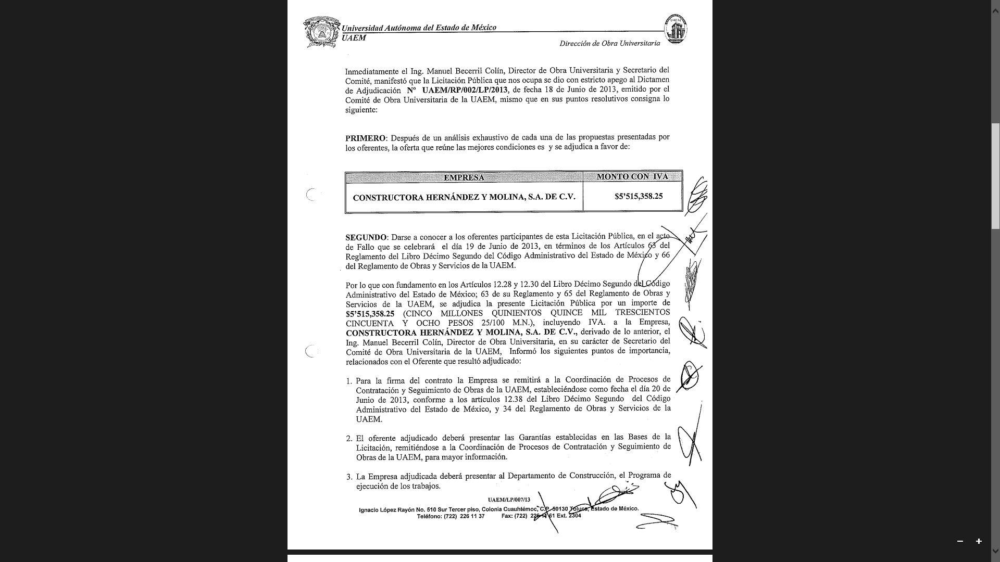 Universidad Autónoma del Estado de México
UAEM
Dirección de Obra Universitaria
Inmediatamente el Ing. Manuel Becerril Colín, Director de Obra Universitaria y Secretario del
Comité, manifestó que la Licitación Pública que nos ocupa se dio con estricto apego al Dictamen
de Adjudicación Nº UAEM/RP/002/LP/2013, de fecha 18 de Junio de 2013, emitido por el
Comité de Obra Universitaria de la UAEM, mismo que en sus puntos resolutivos consigna lo
siguiente:
PRIMERO: Después de un análisis exhaustivo de cada una de las propuestas presentadas por
los oferentes, la oferta que reúne las mejores condiciones es y se adjudica a favor de:
EMPRESA MONTO CON IVA
CONSTRUCTORA HERNÁNDEZ Y MOLINA, S.A. DE C.V. $5’515,358.25
SEGUNDO: Darse a conocer a los oferentes participantes de esta Licitación Pública, en el acto
de Fallo que se celebrará el día 19 de Junio de 2013, en términos de los Artículos 63 del
Reglamento del Libro Décimo Segundo del Código Administrativo del Estado de México y 66
del Reglamento de Obras y Servicios de la UAEM.
Por lo que con fundamento en los Artículos 12.28 y 12.30 del Libro Décimo Segundo del Código
Administrativo del Estado de México; 63 de su Reglamento y 65 del Reglamento de Obras y
Servicios de la UAEM, se adjudica la presente Licitación Pública por un importe de
$5’515,358.25 (CINCO MILLONES QUINIENTOS QUINCE MIL TRESCIENTOS
CINCUENTA Y OCHO PESOS 25/100 M.N.), incluyendo IVA. a la Empresa,
CONSTRUCTORA HERNÁNDEZ Y MOLINA, S.A. DE C.V., derivado de lo anterior, el
Ing. Manuel Becerril Colín, Director de Obra Universitaria, en su carácter de Secretario del
Comité de Obra Universitaria de la UAEM, Informó los siguientes puntos de importancia,
relacionados con el Oferente que resultó adjudicado:
1. Para la firma del contrato la Empresa se remitirá a la Coordinación de Procesos de
Contratación y Seguimiento de Obras de la UAEM, estableciéndose como fecha el día 20 de
Junio de 2013, conforme a los artículos 12.38 del Libro Décimo Segundo del Código
Administrativo del Estado de México, y 34 del Reglamento de Obras y Servicios de la
UAEM.
2. El oferente adjudicado deberá presentar las Garantías establecidas en las Bases de la
Licitación, remitiéndose a la Coordinación de Procesos de Contratación y Seguimiento de
Obras de la UAEM, para mayor información.
3. La Empresa adjudicada deberá presentar al Departamento de Construcción, el Programa de
ejecución de los trabajos.
UAEM/LP/007/13
Ignacio López Rayón No. 510 Sur Tercer piso, Colonia Cuauhtémoc, C.P. 50130 Toluca, Estado de México.
Teléfono: (722) 226 11 37 Fax: (722) 226 11 61 Ext. 2304